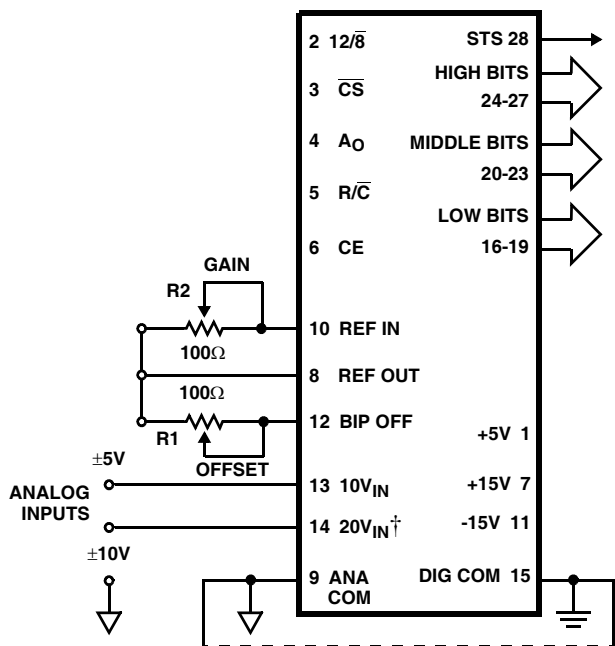 2 12/8̅
STS 28
HIGH BITS
24-27
3 C̅S̅
4 AO
MIDDLE BITS
20-23
5 R/C̅
LOW BITS
16-19
6 CE
GAIN
R2
100Ω
10 REF IN
8 REF OUT
100Ω
R1
OFFSET
12 BIP OFF
+5V 1
±5V
ANALOG
INPUTS
±10V
13 10VIN
+15V 7
14 20VIN†
-15V 11
9 ANA
COM
DIG COM 15